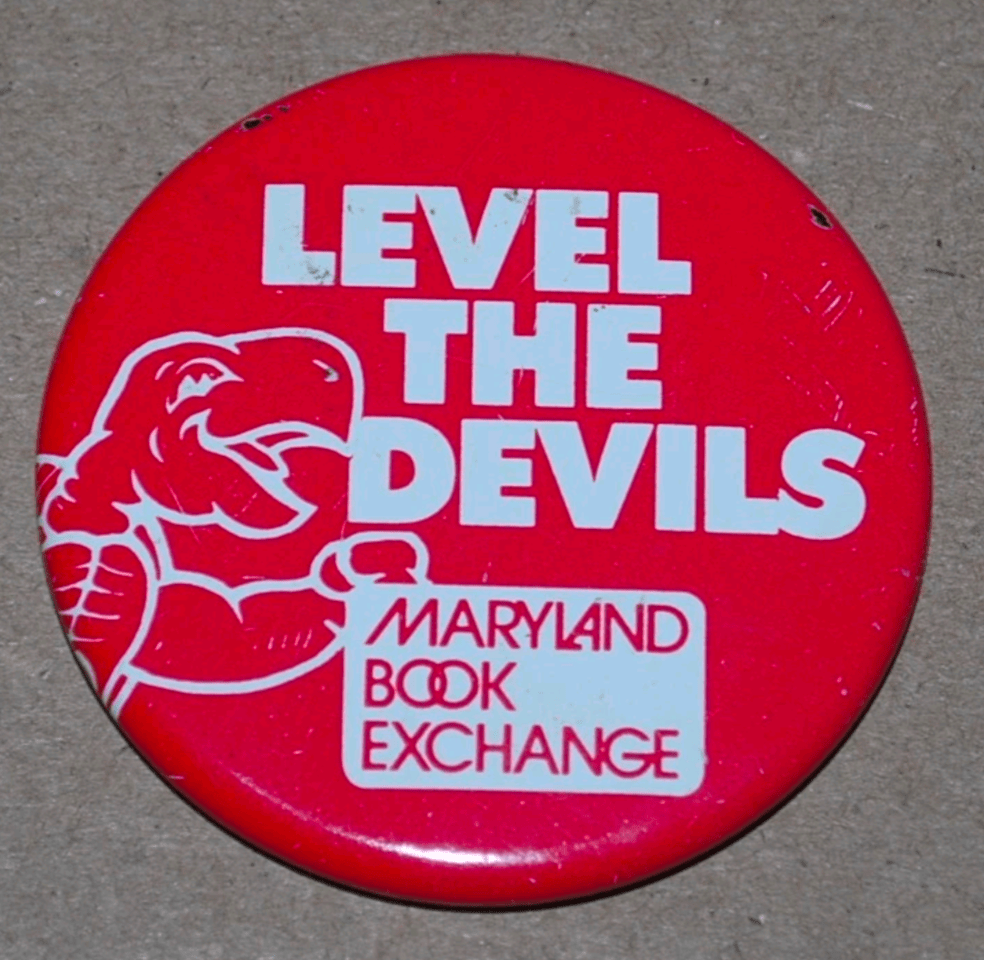 LEVEL
THE
DEVILS
MARYLAND
BOOK
EXCHANGE